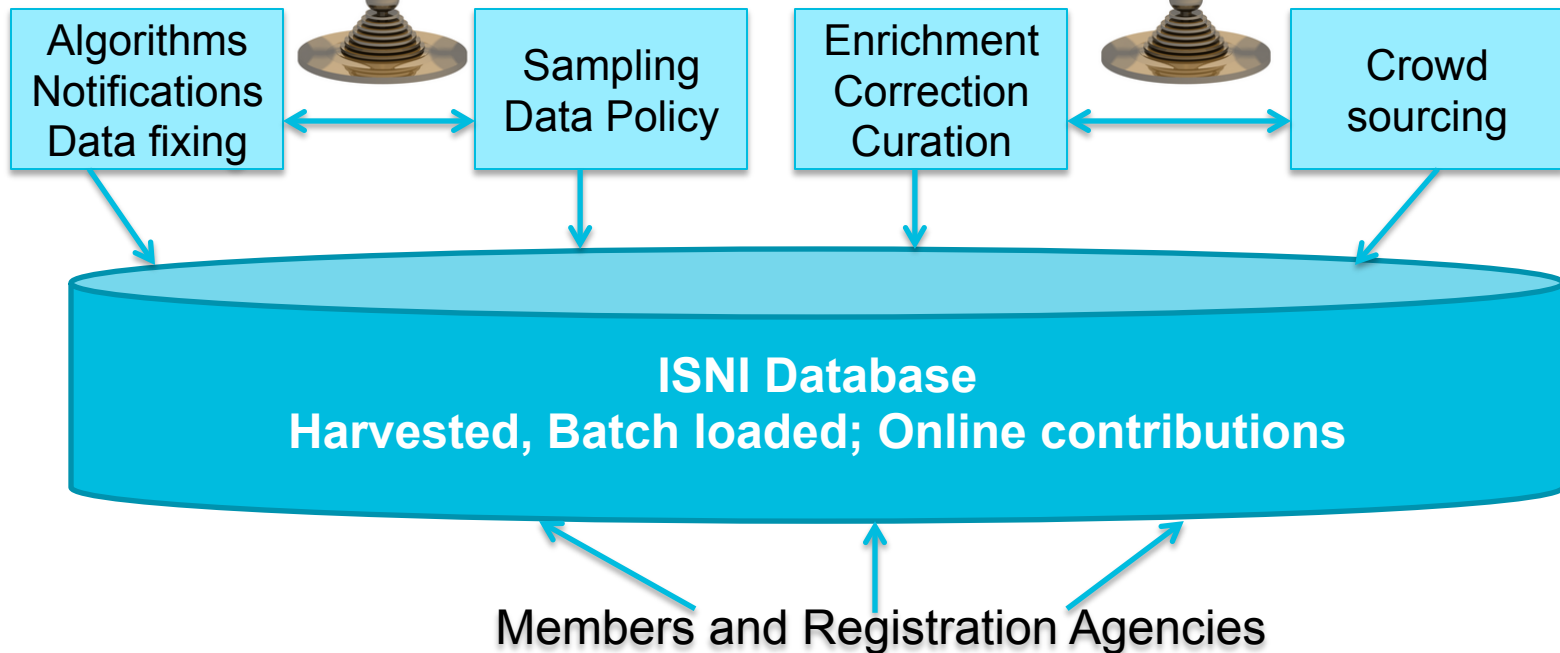 Algorithms
Notifications
Data fixing
Sampling
Data Policy
Enrichment
Correction
Curation
Crowd
sourcing
ISNI Database
Harvested, Batch loaded; Online contributions
Members and Registration Agencies